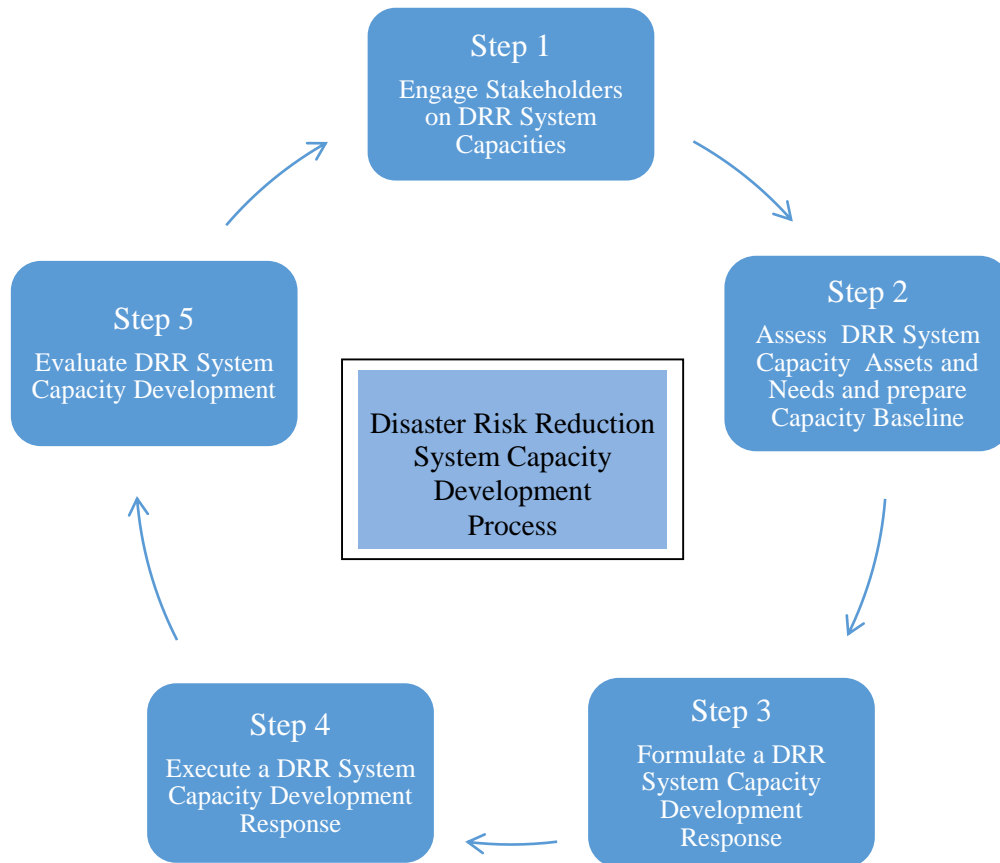 Step 1
Engage Stakeholders
on DRR System
Capacities
Step 2
Assess DRR System
Capacity Assets and
Needs and prepare
Capacity Baseline
Step 3
Formulate a DRR
System Capacity
Development
Response
Step 4
Execute a DRR System
Capacity Development
Response
Step 5
Evaluate DRR System
Capacity Development
Disaster Risk Reduction
System Capacity
Development
Process